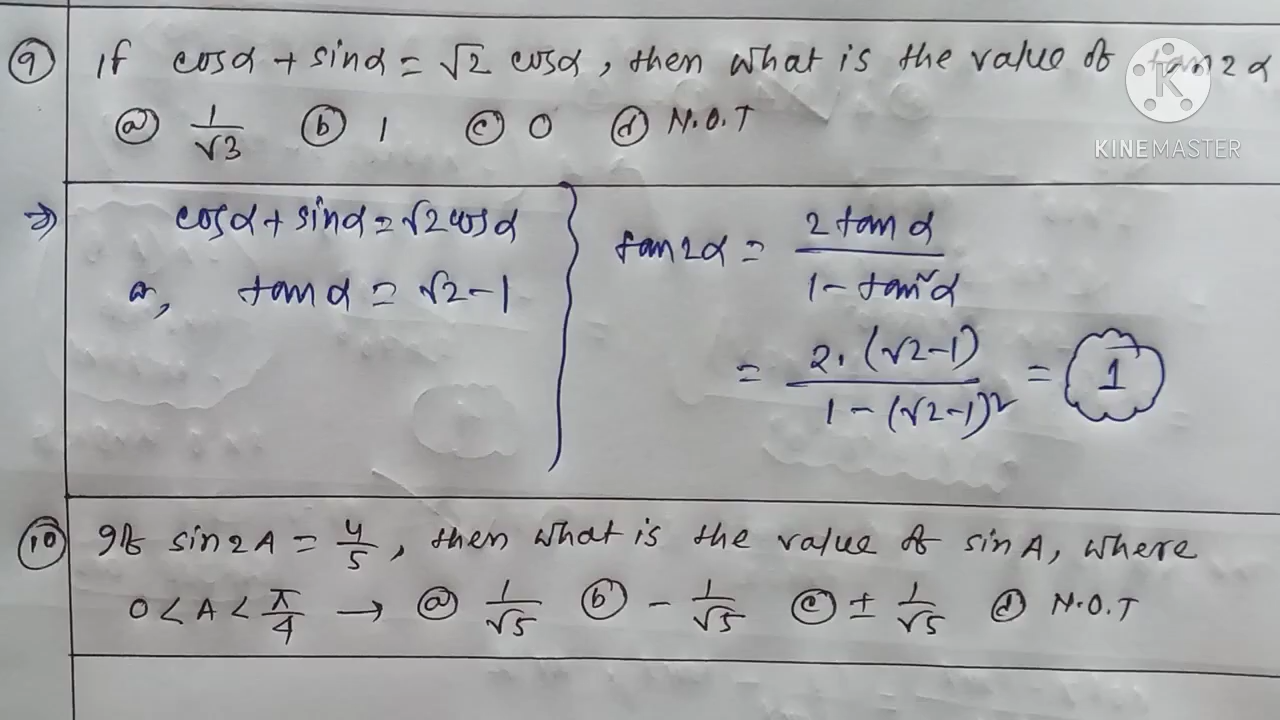 ⑨ If cosα + sinα = √2 cosα, then what is the value of tan2α
ⓐ 1/√3 ⓑ 1 ⓒ 0 ⓓ N.O.T
KINEMASTER
⇒ cosα + sinα = √2 cosα
or, tanα = √2 - 1
tan2α = 2tanα / 1 - tan²α
= 2.(√2-1) / 1-(√2-1)² = 1
⑩ If sin2A = 4/5, then what is the value of sinA, where
0 < A < π/4 → ⓐ 1/√5 ⓑ - 1/√5 ⓒ ± 1/√5 ⓓ N.O.T